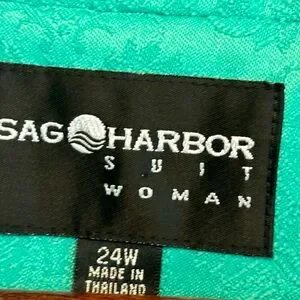 SAG HARBOR
SUIT
WOMAN
24W
MADE IN
THAILAND